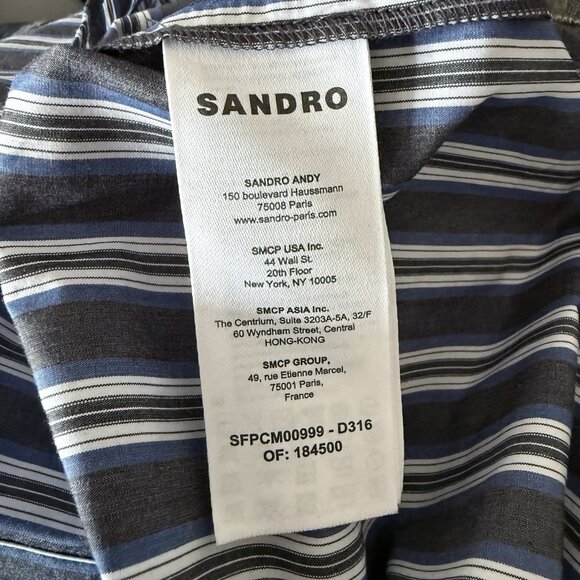 SANDRO
SANDRO ANDY
150 boulevard Haussmann
75008 Paris
www.sandro-paris.com
SMCP USA Inc.
44 Wall St.
20th Floor
New York, NY 10005
SMCP ASIA Inc.
The Centrium, Suite 3203A-5A, 32/F
60 Wyndham Street, Central
HONG-KONG
SMCP GROUP,
49, rue Etienne Marcel,
75001 Paris,
France
SFPCM00999 - D316
OF: 184500